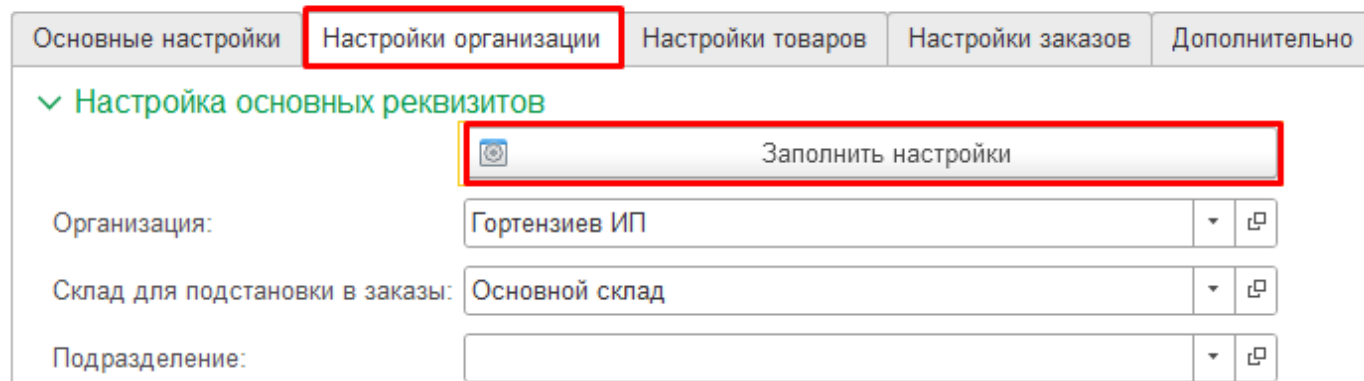 Основные настройки Настройки организации Настройки товаров Настройки заказов Дополнительно
Настройка основных реквизитов
Заполнить настройки
Организация: Гортензиев ИП
Склад для подстановки в заказы: Основной склад
Подразделение: